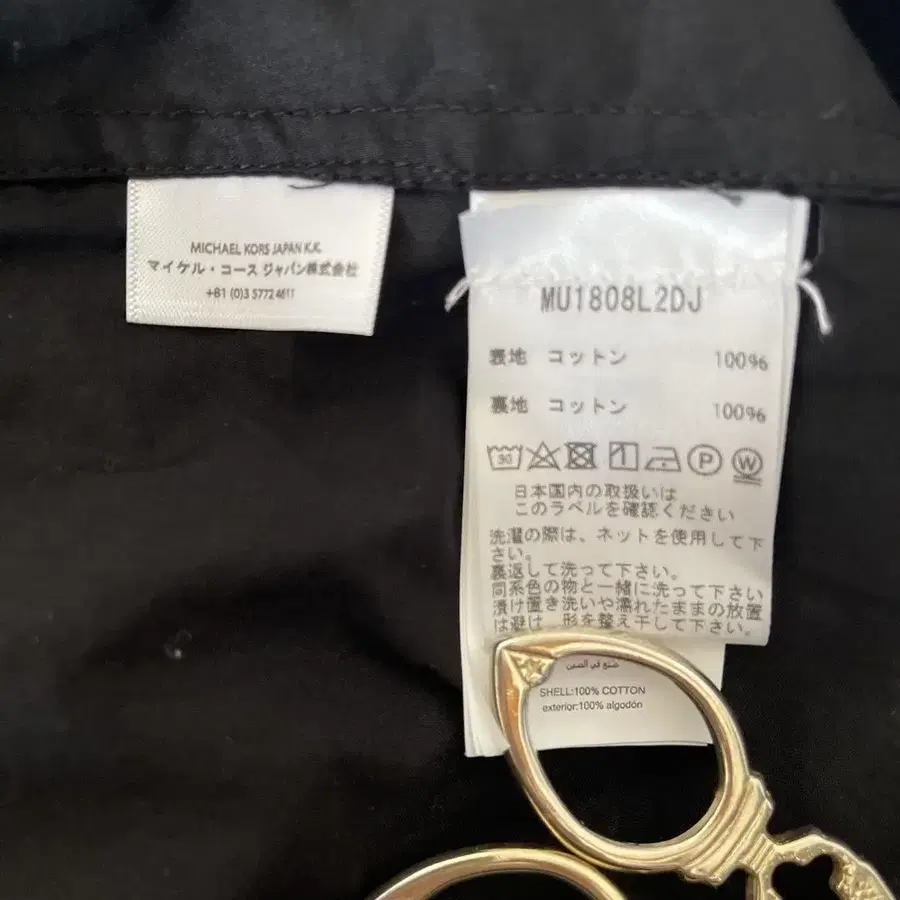 MICHAEL KORS JAPAN K.K.
マイケル・コース ジャパン株式会社
+81 (0)3 5772 4611
MU1808L2DJ
表地 コットン 100%
裏地 コットン 100%
30
P
W
日本国内の取扱いは
このラベルを確認ください
洗濯の際は、ネットを使用して下
さい。
裏返して洗って下さい。
同系色の物と一緒に洗って下さい
漬け置き洗いや濡れたままの放置
は避け、形を整え干して下さい。
صنع في الصين
SHELL:100% COTTON
exterior:100% algodón